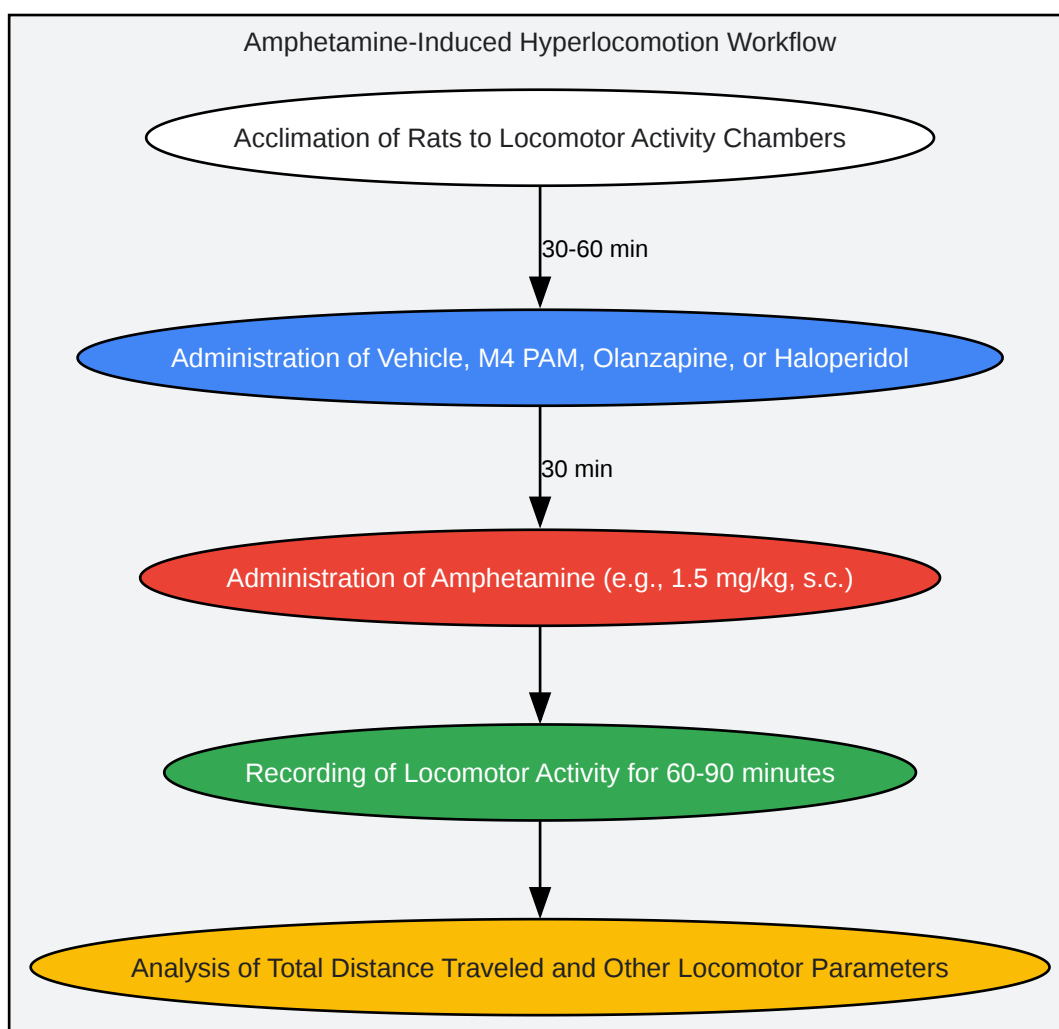 Amphetamine-Induced Hyperlocomotion Workflow
Acclimation of Rats to Locomotor Activity Chambers
30-60 min
Administration of Vehicle, M4 PAM, Olanzapine, or Haloperidol
30 min
Administration of Amphetamine (e.g., 1.5 mg/kg, s.c.)
Recording of Locomotor Activity for 60-90 minutes
Analysis of Total Distance Traveled and Other Locomotor Parameters